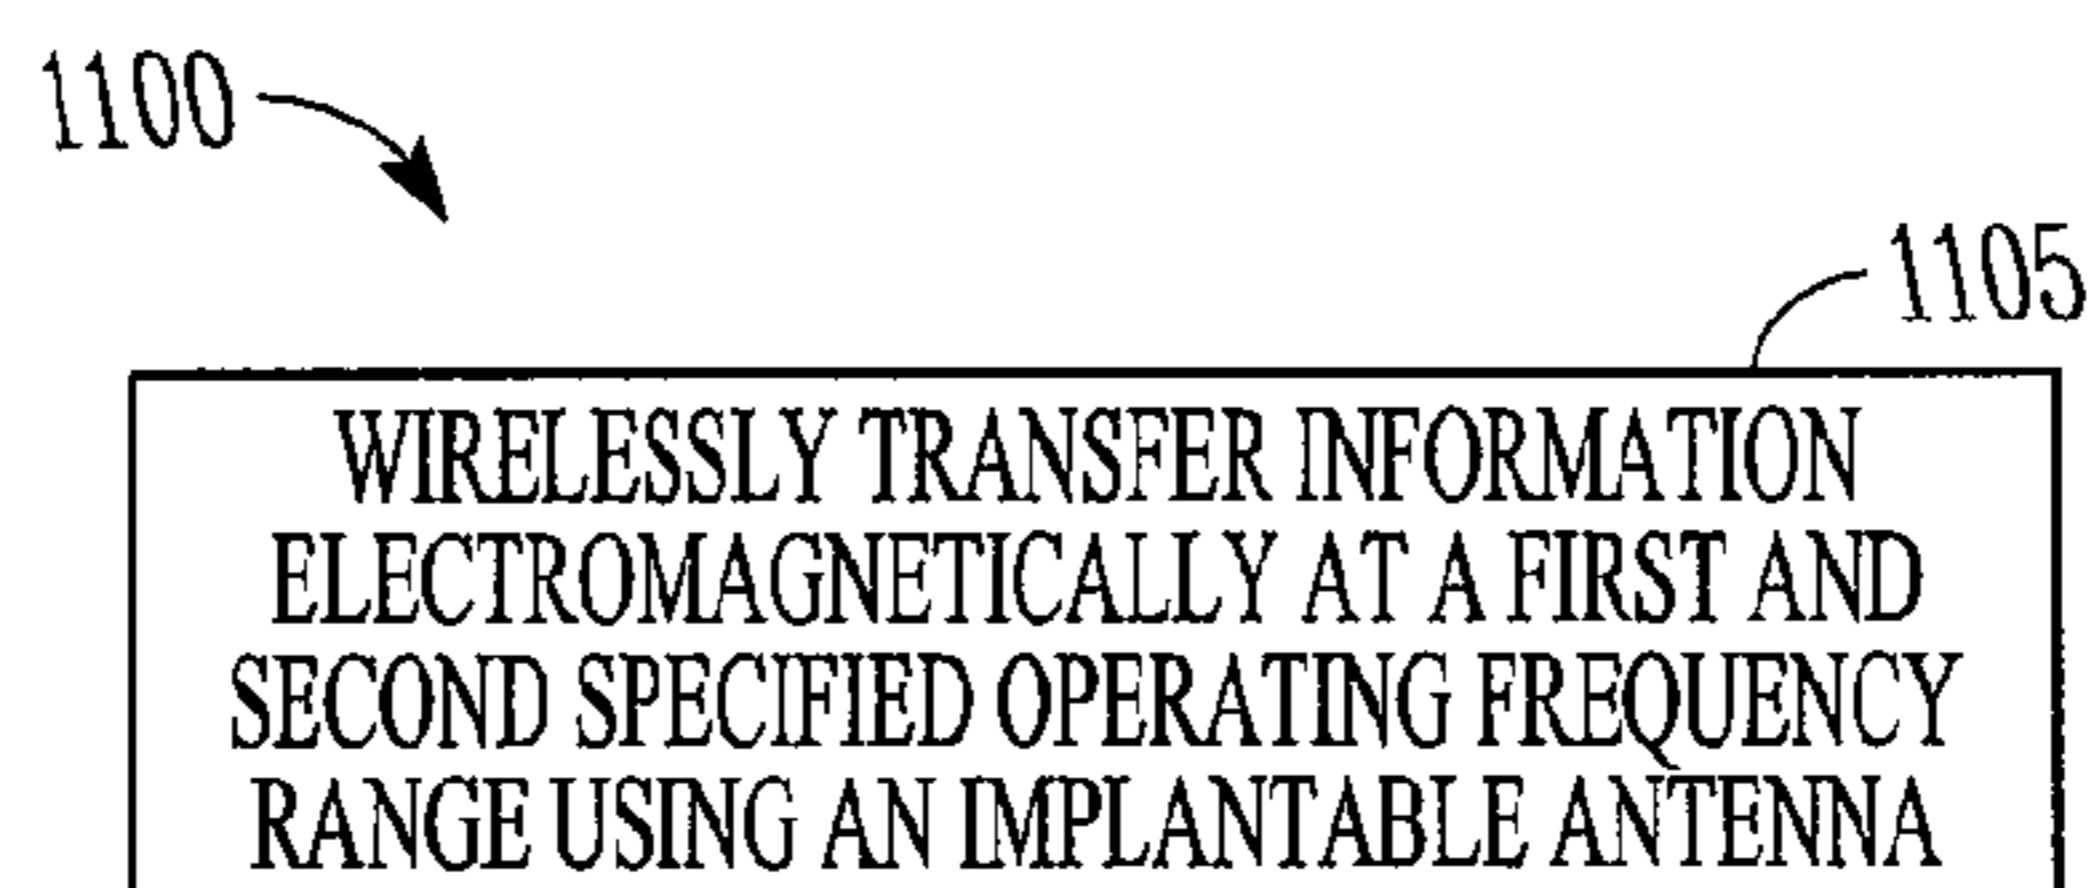 1100
1105
WIRELESSLY TRANSFER INFORMATION
ELECTROMAGNETICALLY AT A FIRST AND
SECOND SPECIFIED OPERATING FREQUENCY
RANGE USING AN IMPLANTABLE ANTENNA